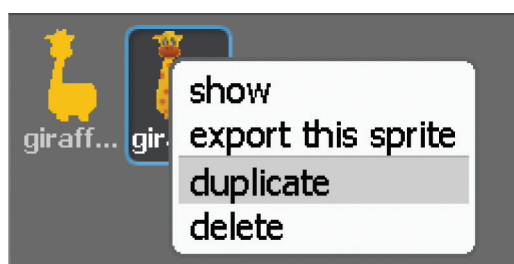 show
export this sprite
duplicate
delete
giraff...
gir